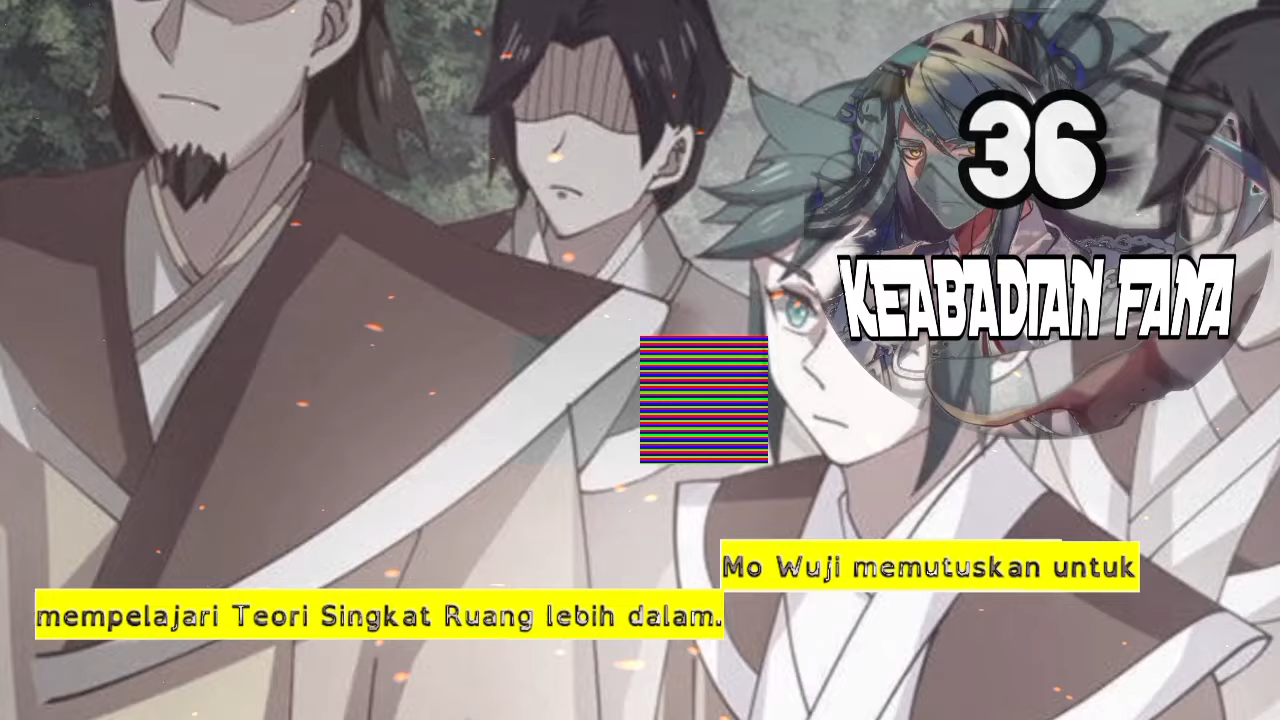 36
KEABADIAN FANA
Mo Wuji memutuskan untuk
mempelajari Teori Singkat Ruang lebih dalam.